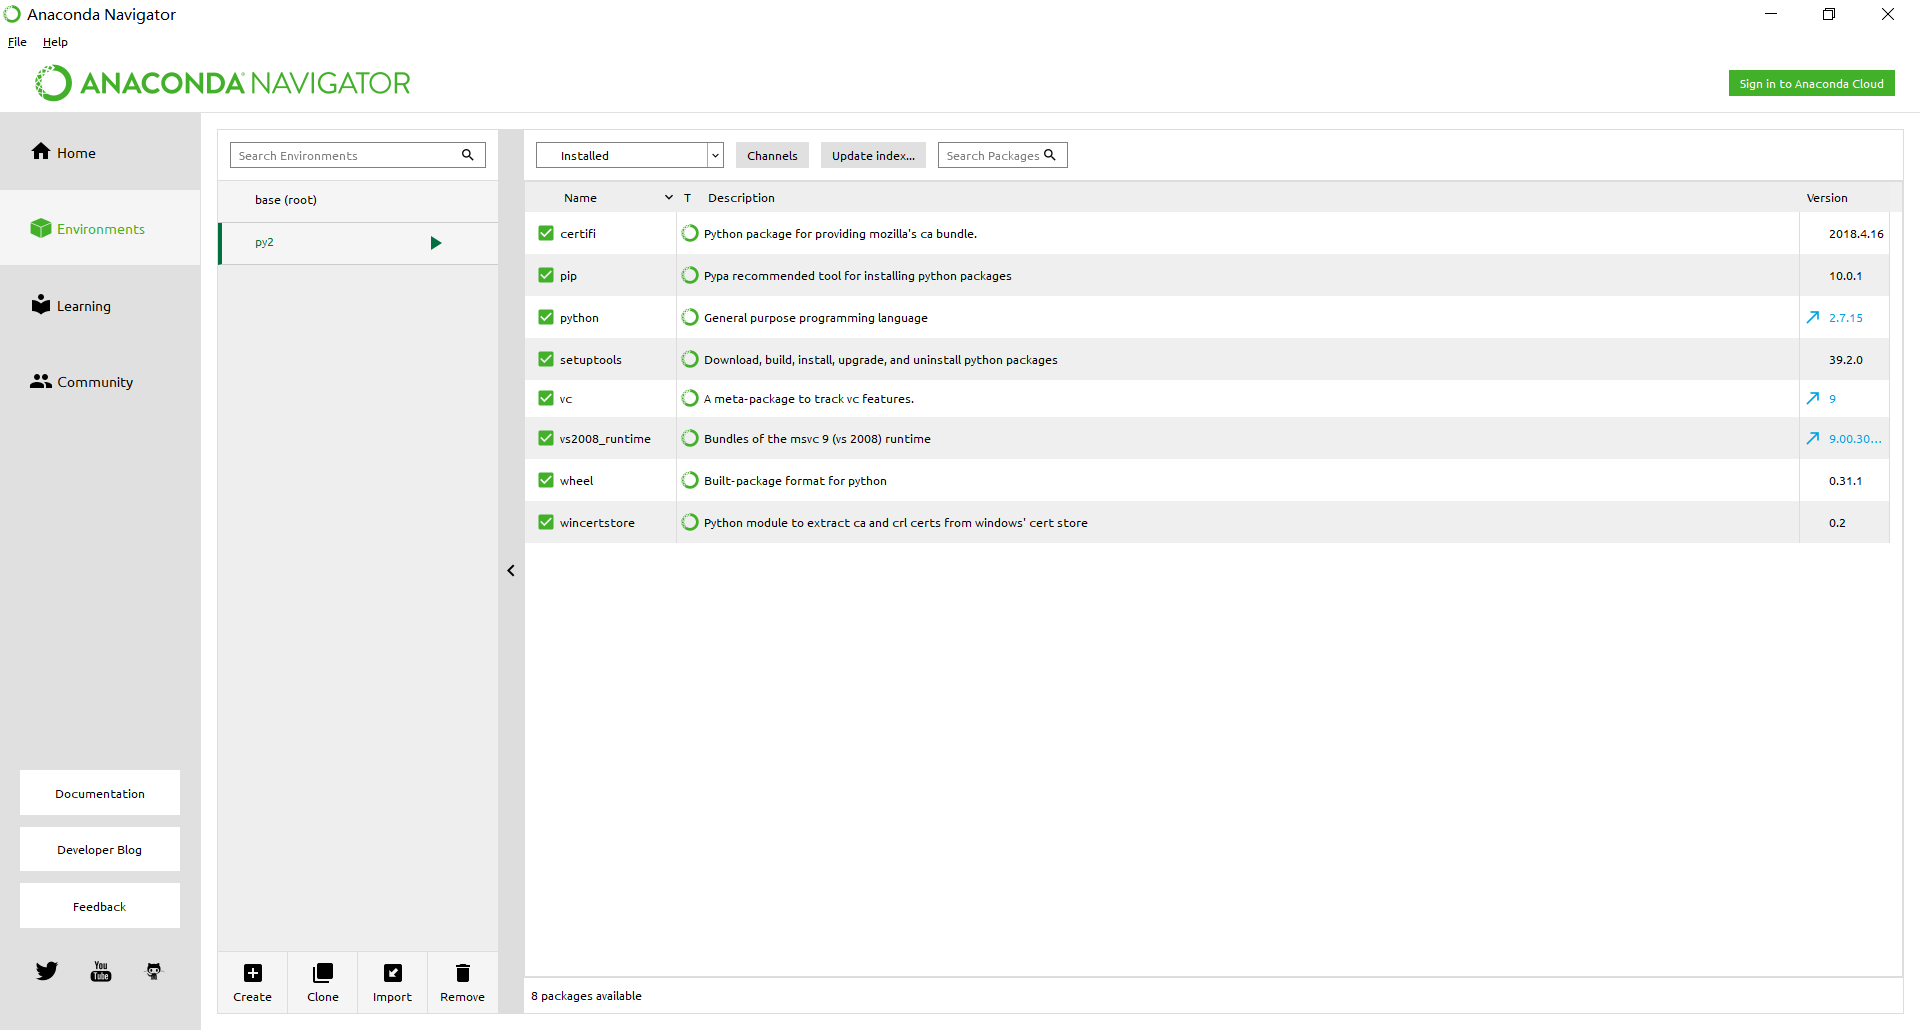 Anaconda Navigator
File Help
ANACONDA NAVIGATOR
Sign in to Anaconda Cloud
Home
Environments
Learning
Community
Documentation
Developer Blog
Feedback
You
Tube
Search Environments
base (root)
py2
Create Clone Import Remove
Installed Channels Update index... Search Packages
Name T Description Version
certifi Python package for providing mozilla's ca bundle. 2018.4.16
pip Pypa recommended tool for installing python packages 10.0.1
python General purpose programming language 2.7.15
setuptools Download, build, install, upgrade, and uninstall python packages 39.2.0
vc A meta-package to track vc features. 9
vs2008_runtime Bundles of the msvc 9 (vs 2008) runtime 9.00.30...
wheel Built-package format for python 0.31.1
wincertstore Python module to extract ca and crl certs from windows' cert store 0.2
8 packages available